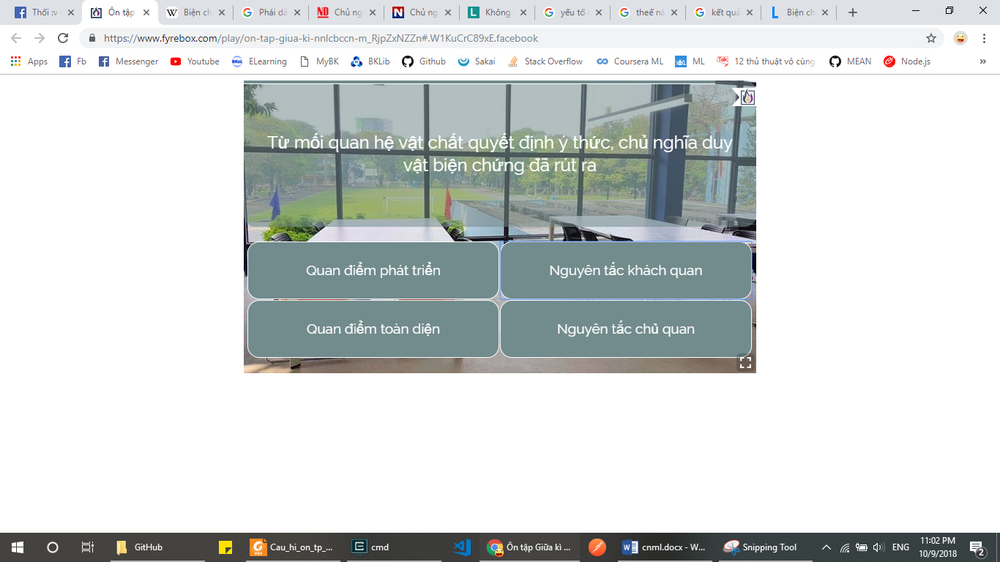 Thối :v
Ôn tập
Biện ch
Phái dâ
Chủ ng
Chủ ng
Không
yếu tố
theế nà
kết quả
Biện ch
https://www.fyrebox.com/play/on-tap-giua-ki-nnlcbccn-m_RjpZxNZZn#.W1KuCrC89xE.facebook
Apps
Fb
Messenger
Youtube
BKeL
ELearning
MyBK
BKLib
Github
Sakai
Stack Overflow
Coursera ML
ML
12 thủ thuật vô cùng
MEAN
Node.js
»
Từ mối quan hệ vật chất quyết định ý thức, chủ nghĩa duy
vật biện chứng đã rút ra
Quan điểm phát triển
Nguyên tắc khách quan
Quan điểm toàn diện
Nguyên tắc chủ quan
GitHub
Cau_hi_on_tp_...
cmd
Ôn tập Giữa kì ...
cnml.docx - W...
Snipping Tool
ENG
11:02 PM
10/9/2018
2